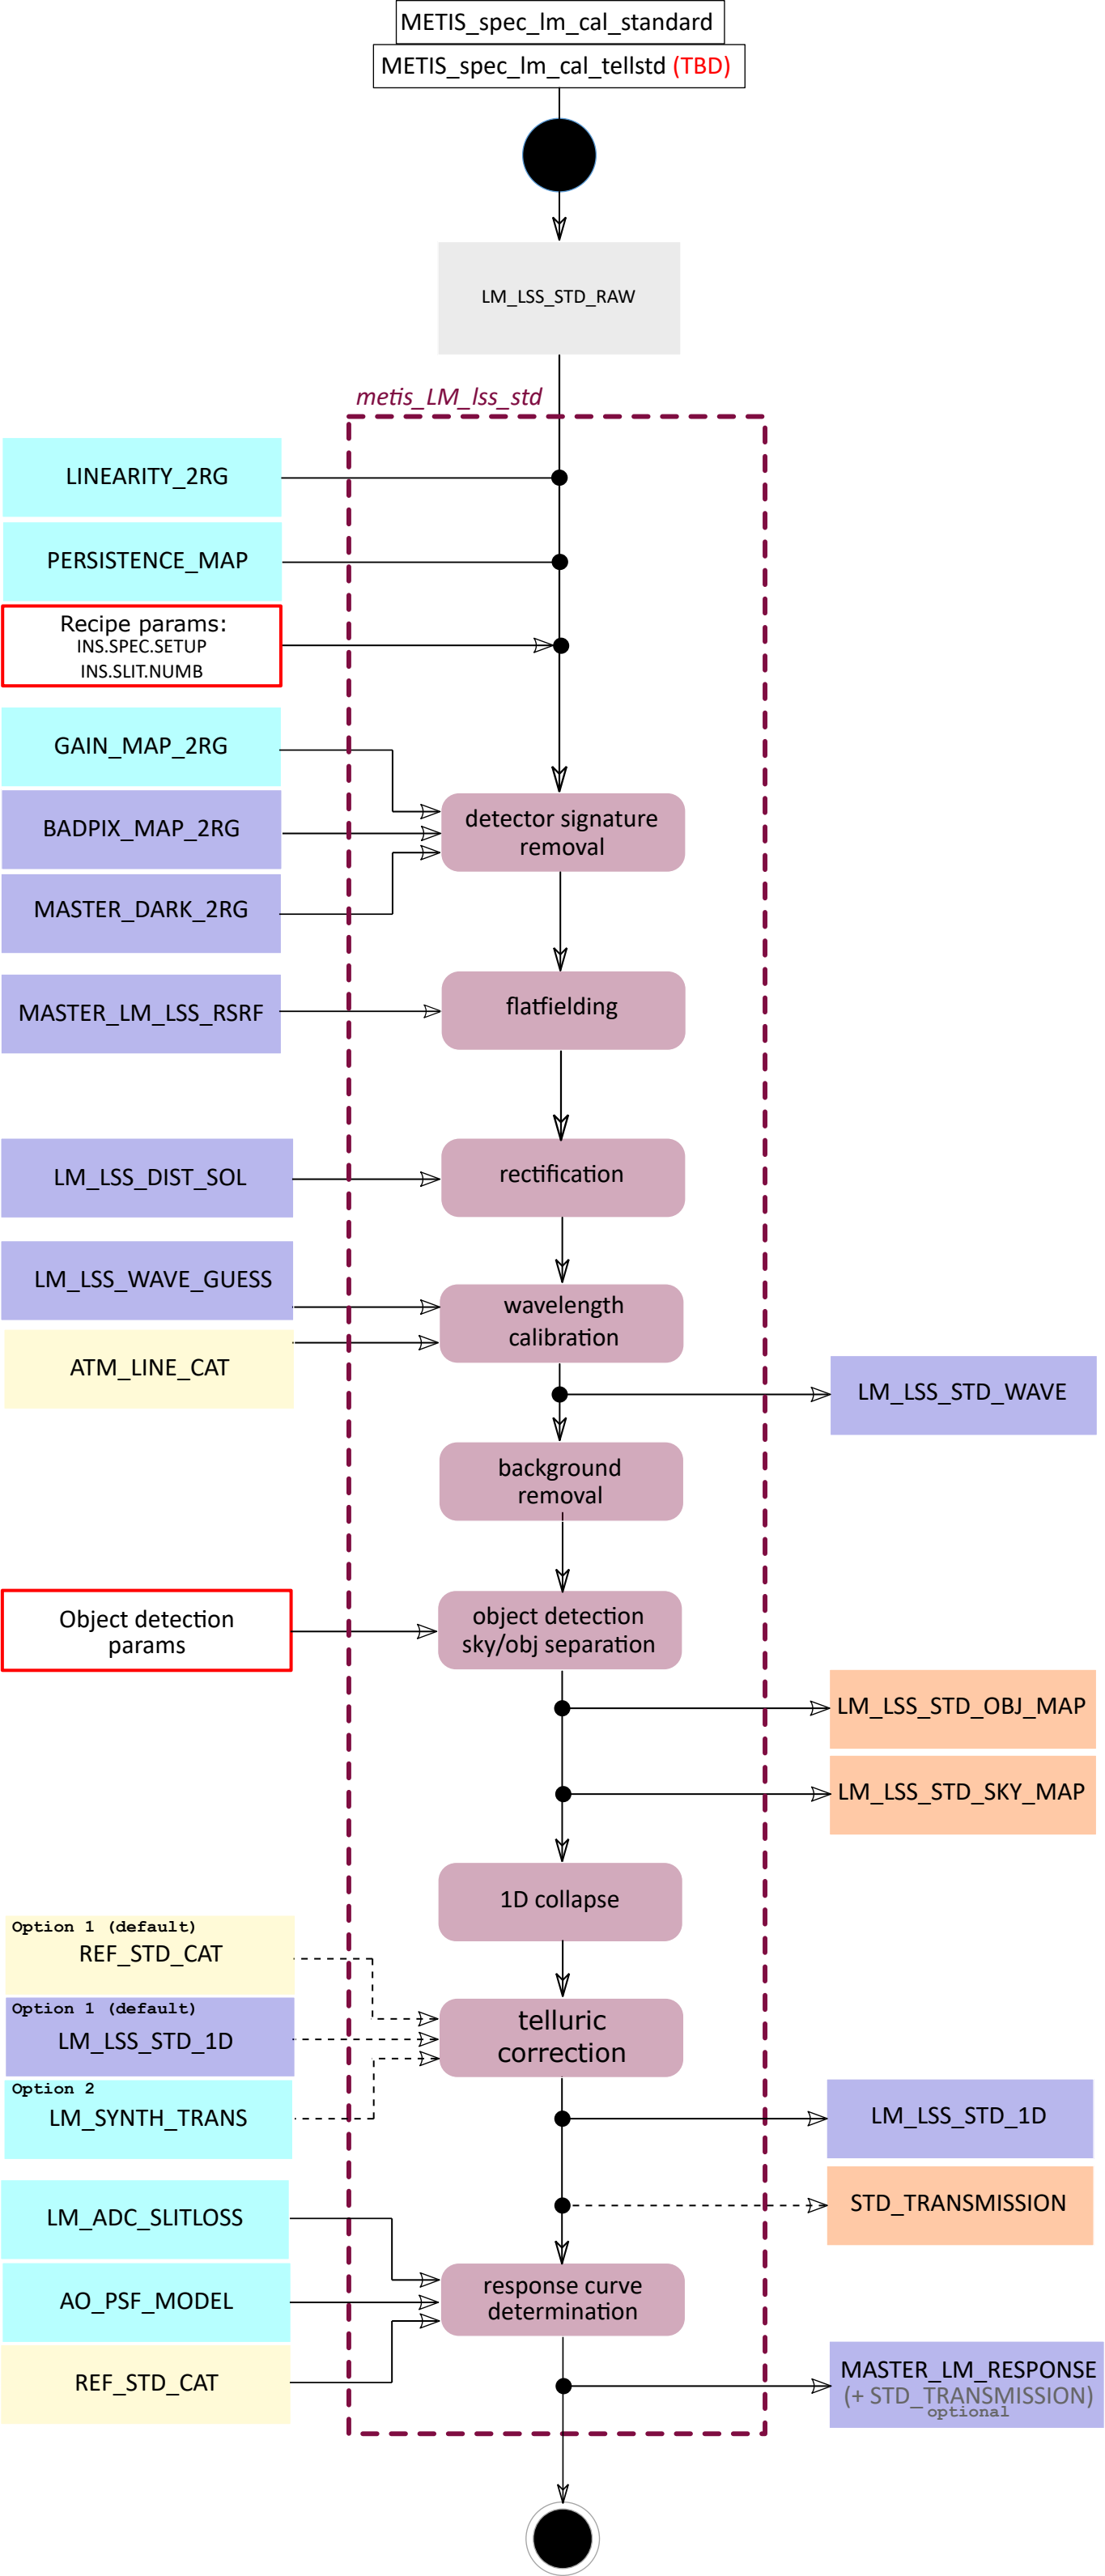 METIS_spec_lm_cal_standard
METIS_spec_lm_cal_tellstd (TBD)
LM_LSS_STD_RAW
metis_LM_lss_std
LINEARITY_2RG
PERSISTENCE_MAP
Recipe params:
INS.SPEC.SETUP
INS.SLIT.NUMB
GAIN_MAP_2RG
BADPIX_MAP_2RG
MASTER_DARK_2RG
detector signature
removal
MASTER_LM_LSS_RSRF
flatfielding
LM_LSS_DIST_SOL
rectification
LM_LSS_WAVE_GUESS
ATM_LINE_CAT
wavelength
calibration
LM_LSS_STD_WAVE
background
removal
Object detection
params
object detection
sky/obj separation
LM_LSS_STD_OBJ_MAP
LM_LSS_STD_SKY_MAP
1D collapse
Option 1 (default)
REF_STD_CAT
Option 1 (default)
LM_LSS_STD_1D
Option 2
LM_SYNTH_TRANS
telluric
correction
LM_LSS_STD_1D
STD_TRANSMISSION
LM_ADC_SLITLOSS
AO_PSF_MODEL
REF_STD_CAT
response curve
determination
MASTER_LM_RESPONSE
(+ STD_TRANSMISSION)
optional